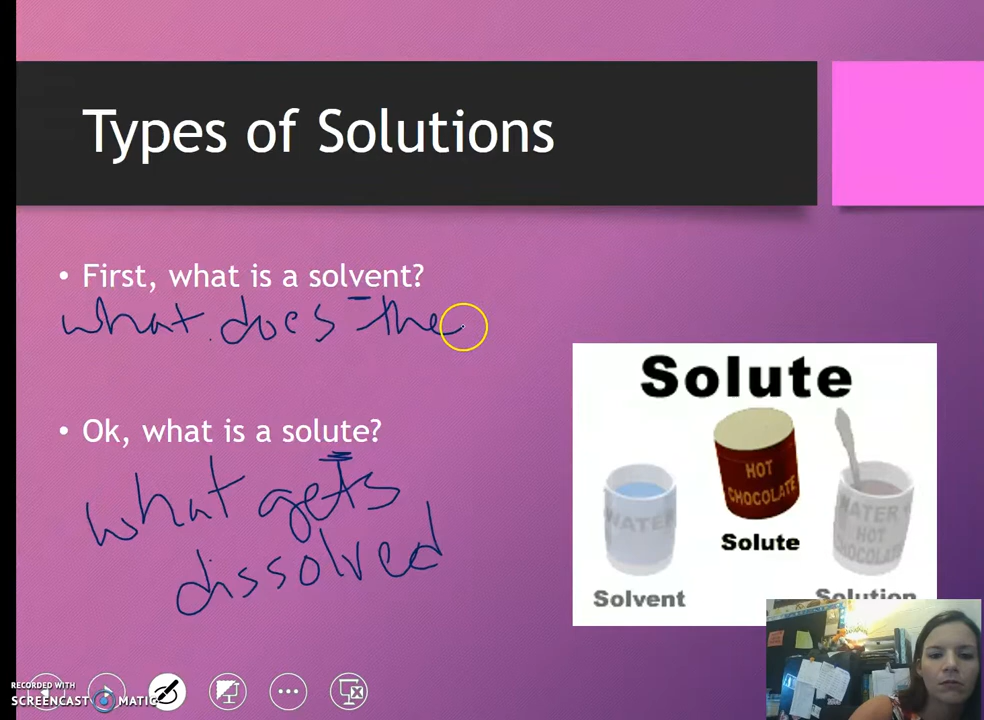 Types of Solutions
• First, what is a solvent?
what does the
• Ok, what is a solute?
what gets
dissolved
Solute
HOT
CHOCOLATE
WATER
WATER
HOT
CHOCOLATE
Solute
Solvent
Solution
RECORDED WITH
SCREENCAST MATIC